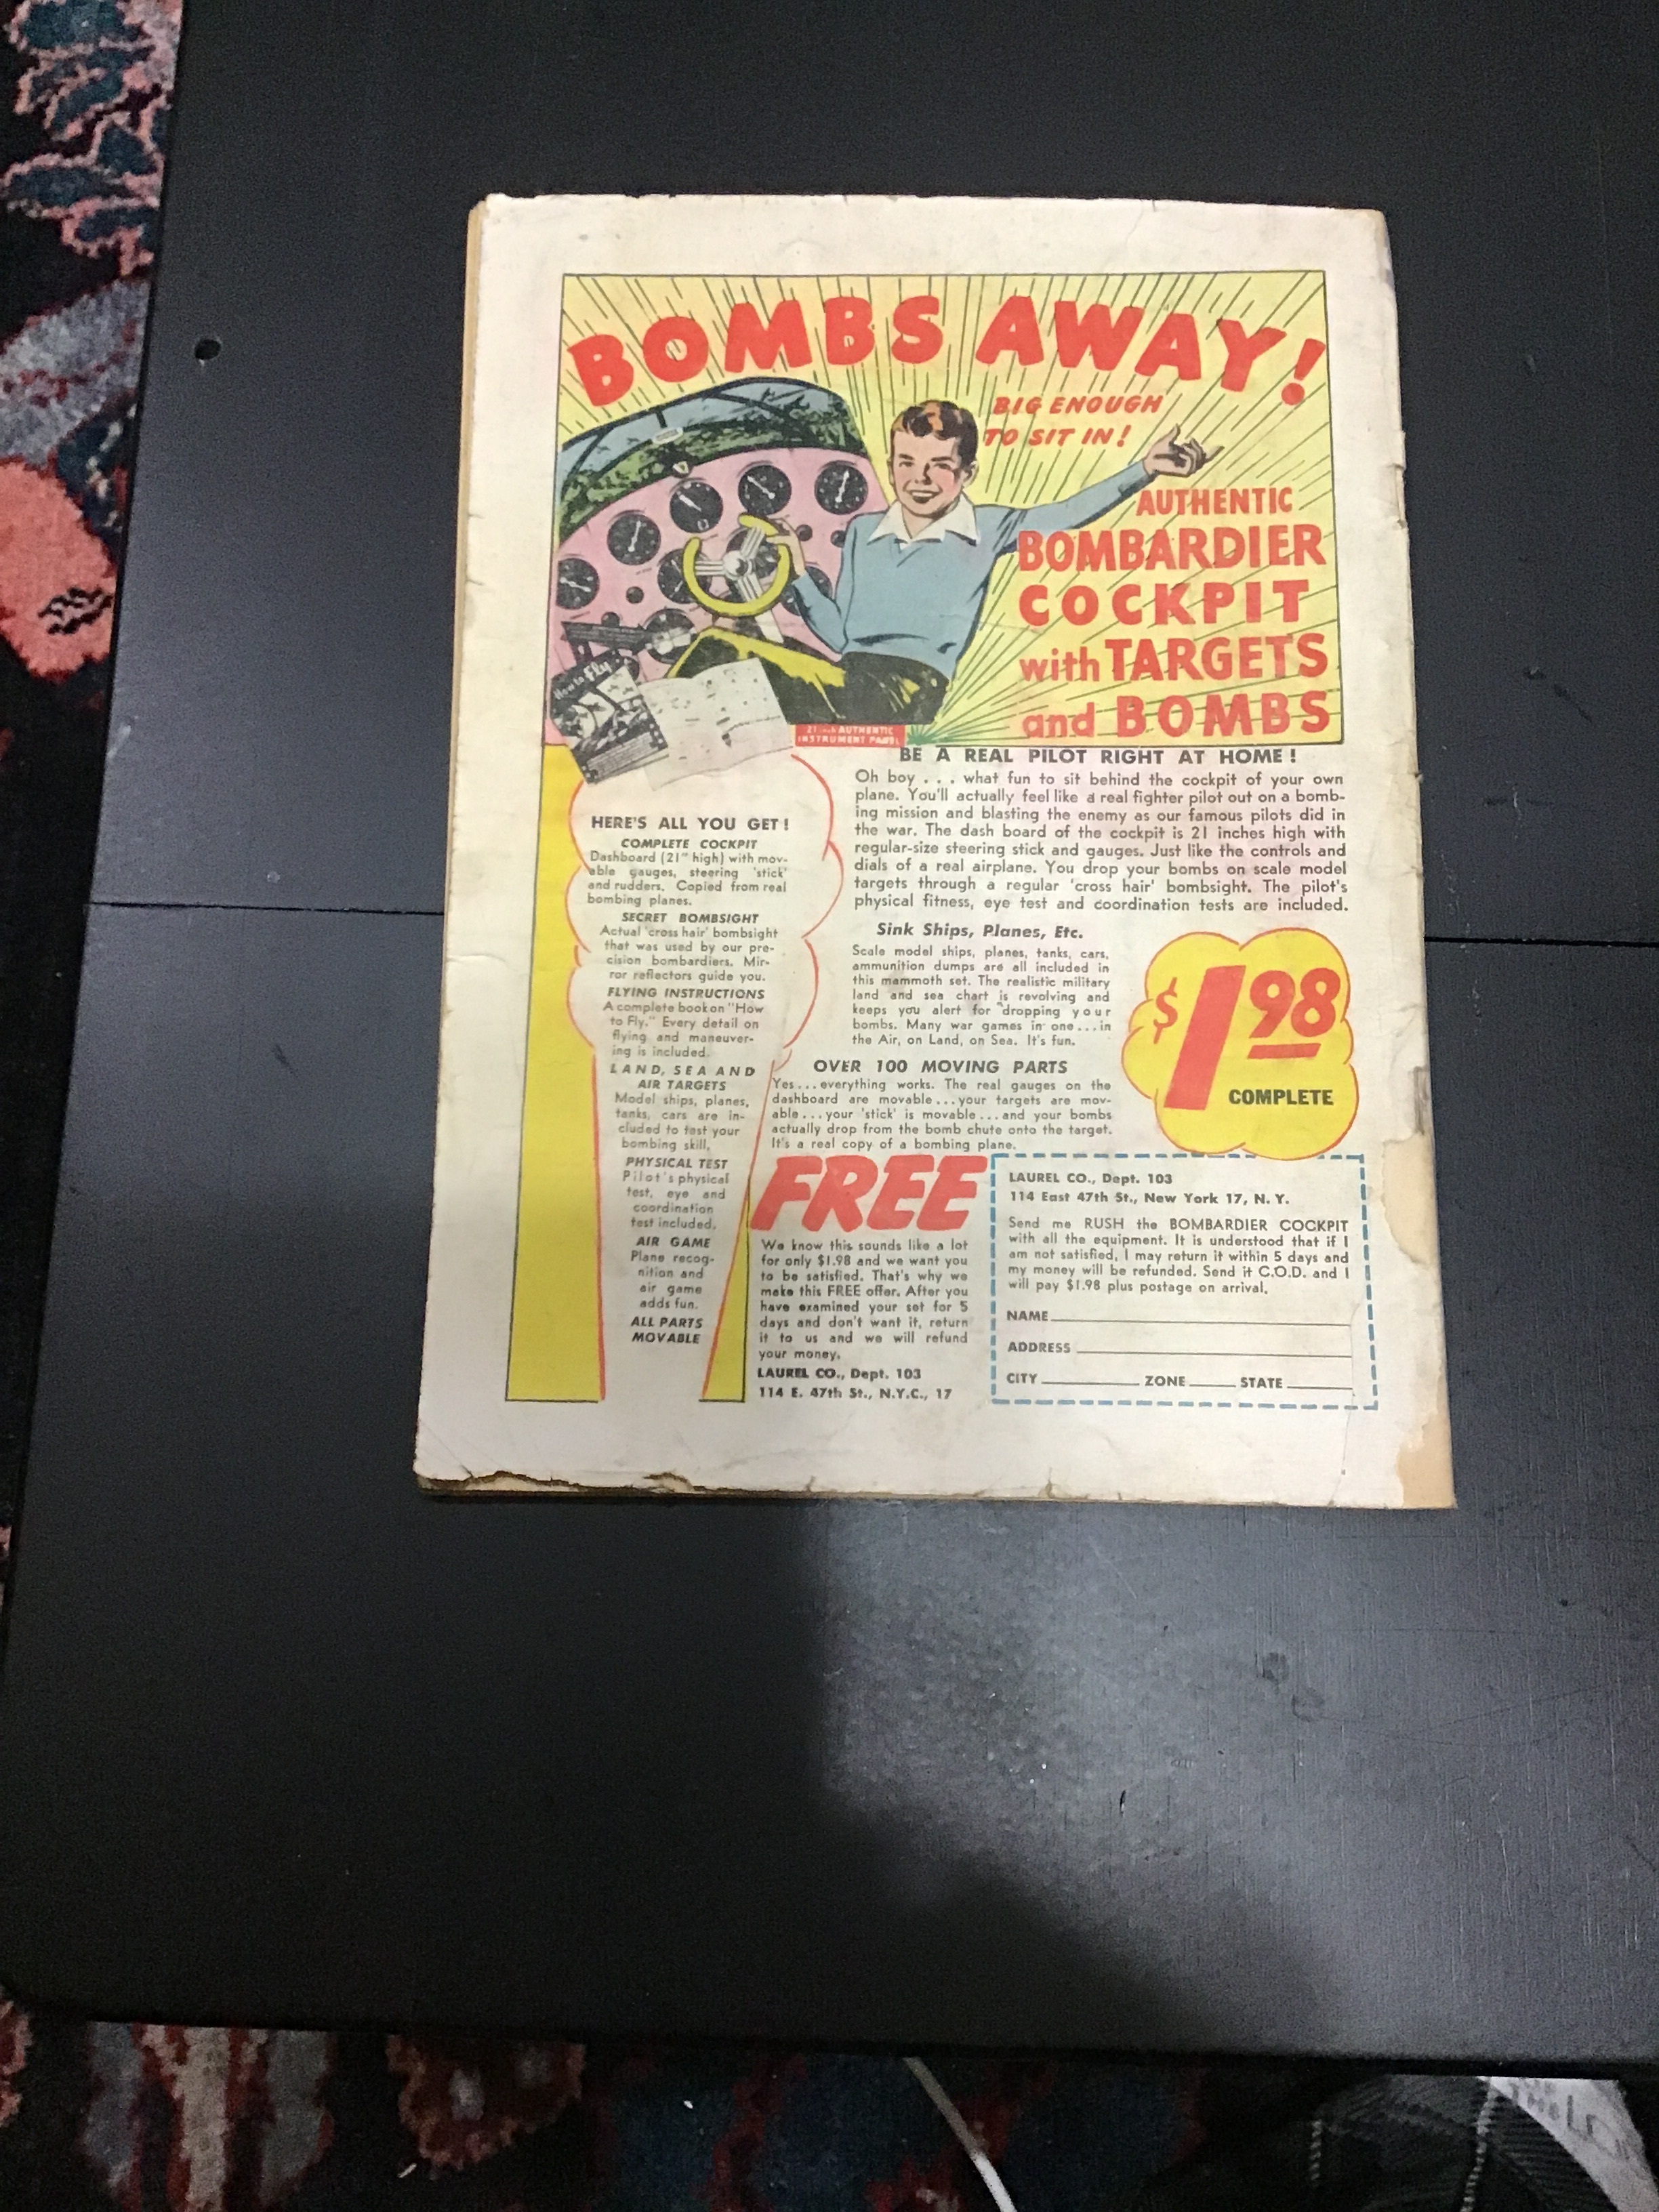 BOMBS AWAY!
BIG ENOUGH
TO SIT IN!
AUTHENTIC
BOMBARDIER
COCKPIT
with TARGETS
and BOMBS
How to Fly
21 AUTHENTIC
INSTRUMENT PANEL
HERE'S ALL YOU GET!
COMPLETE COCKPIT
Dashboard (21" high) with mov-
able gauges, steering 'stick'
and rudders. Copied from real
bombing planes.
SECRET BOMBSIGHT
Actual 'cross hair' bombsight
that was used by our pre-
cision bombardiers. Mir-
ror reflectors guide you.
FLYING INSTRUCTIONS
A complete book on "How
to Fly." Every detail on
flying and maneuver-
ing is included.
LAND, SEA AND
AIR TARGETS
Model ships, planes,
tanks, cars are in-
cluded to test your
bombing skill.
PHYSICAL TEST
Pilot's physical
test, eye and
coordination
test included.
AIR GAME
Plane recog-
nition and
air game
adds fun.
ALL PARTS
MOVABLE
BE A REAL PILOT RIGHT AT HOME!
Oh boy . . . what fun to sit behind the cockpit of your own
plane. You'll actually feel like a real fighter pilot out on a bomb-
ing mission and blasting the enemy as our famous pilots did in
the war. The dash board of the cockpit is 21 inches high with
regular-size steering stick and gauges. Just like the controls and
dials of a real airplane. You drop your bombs on scale model
targets through a regular 'cross hair' bombsight. The pilot's
physical fitness, eye test and coordination tests are included.
Sink Ships, Planes, Etc.
Scale model ships, planes, tanks, cars,
ammunition dumps are all included in
this mammoth set. The realistic military
land and sea chart is revolving and
keeps you alert for "dropping your
bombs. Many war games in one...in
the Air, on Land, on Sea. It's fun.
$1.98
COMPLETE
OVER 100 MOVING PARTS
Yes...everything works. The real gauges on the
dashboard are movable...your targets are mov-
able...your 'stick' is movable...and your bombs
actually drop from the bomb chute onto the target.
It's a real copy of a bombing plane.
FREE
We know this sounds like a lot
for only $1.98 and we want you
to be satisfied. That's why we
make this FREE offer. After you
have examined your set for 5
days and don't want it, return
it to us and we will refund
your money.
LAUREL CO., Dept. 103
114 E. 47th St., N.Y.C., 17
LAUREL CO., Dept. 103
114 East 47th St., New York 17, N. Y.
Send me RUSH the BOMBARDIER COCKPIT
with all the equipment. It is understood that if I
am not satisfied, I may return it within 5 days and
my money will be refunded. Send it C.O.D. and I
will pay $1.98 plus postage on arrival.
NAME
ADDRESS
CITY ZONE STATE